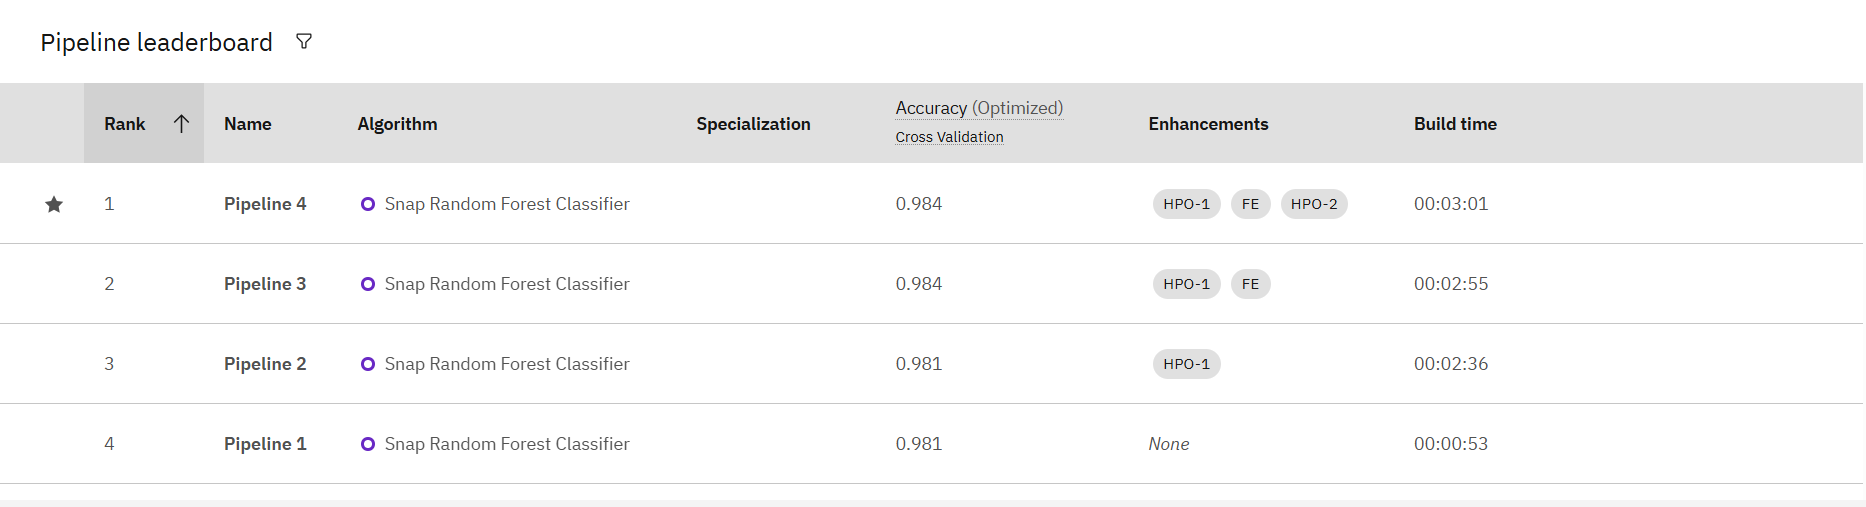 Pipeline leaderboard
Rank Name Algorithm Specialization Accuracy (Optimized) Enhancements Build time
Cross Validation
1 Pipeline 4 Snap Random Forest Classifier 0.984 HPO-1 FE HPO-2 00:03:01
2 Pipeline 3 Snap Random Forest Classifier 0.984 HPO-1 FE 00:02:55
3 Pipeline 2 Snap Random Forest Classifier 0.981 HPO-1 00:02:36
4 Pipeline 1 Snap Random Forest Classifier 0.981 None 00:00:53